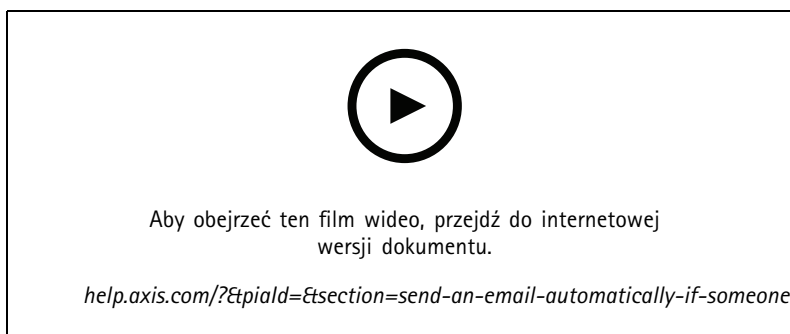 Aby obejrzeć ten film wideo, przejdź do internetowej
wersji dokumentu.
help.axis.com/?&piald=&section=send-an-email-automatically-if-someone